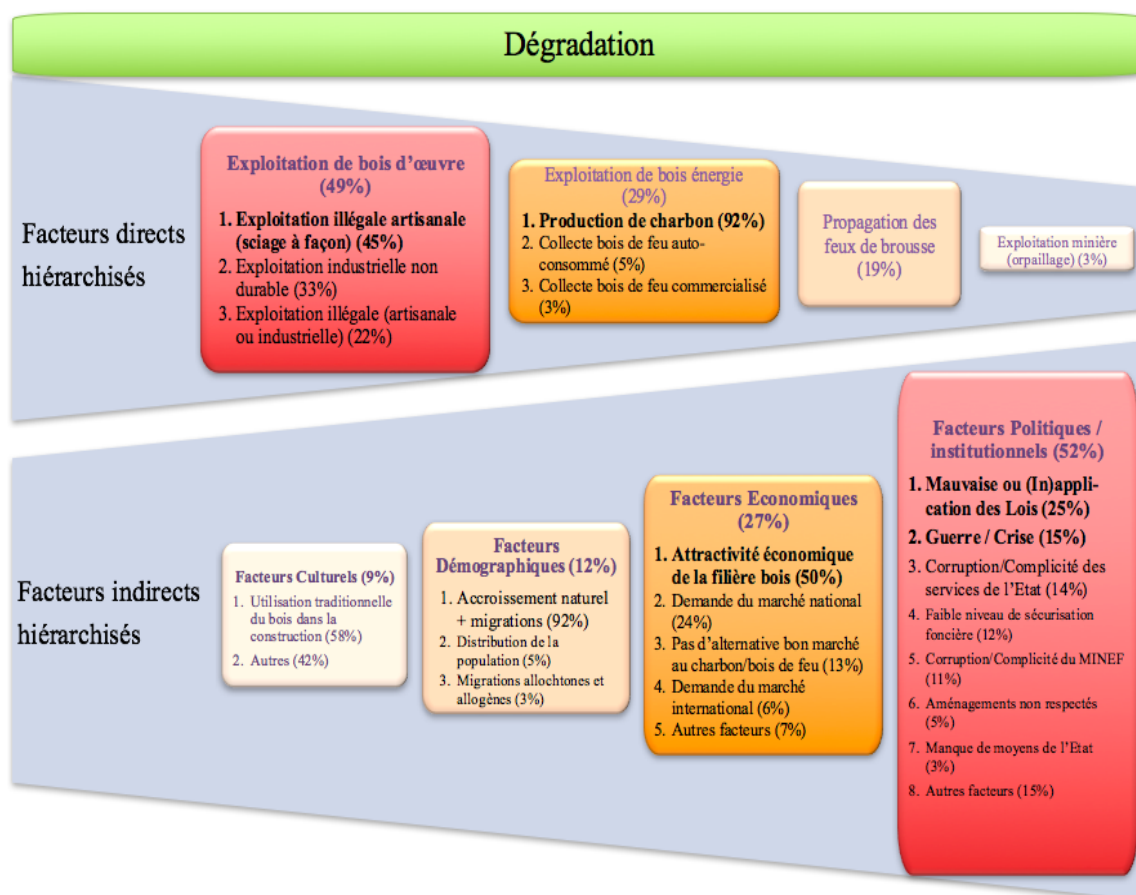 Dégradation
Facteurs directs
hiérarchisés
Exploitation de bois d’œuvre
(49%)
1. Exploitation illégale artisanale
(sciage à façon) (45%)
2. Exploitation industrielle non
durable (33%)
3. Exploitation illégale (artisanale
ou industrielle) (22%)
Exploitation de bois énergie
(29%)
1. Production de charbon (92%)
2. Collecte bois de feu auto-
consommé (5%)
3. Collecte bois de feu commercialisé
(3%)
Propagation des
feux de brousse
(19%)
Exploitation minière
(orpaillage) (3%)
Facteurs indirects
hiérarchisés
Facteurs Culturels (9%)
1. Utilisation traditionnelle
du bois dans la
construction (58%)
2. Autres (42%)
Facteurs
Démographiques (12%)
1. Accroissement naturel
+ migrations (92%)
2. Distribution de la
population (5%)
3. Migrations allochtones et
allogènes (3%)
Facteurs Economiques
(27%)
1. Attractivité économique
de la filière bois (50%)
2. Demande du marché national
(24%)
3. Pas d’alternative bon marché
au charbon/bois de feu (13%)
4. Demande du marché
international (6%)
5. Autres facteurs (7%)
Facteurs Politiques /
institutionnels (52%)
1. Mauvaise ou (In)appli-
cation des Lois (25%)
2. Guerre / Crise (15%)
3. Corruption/Complicité des
services de l’Etat (14%)
4. Faible niveau de sécurisation
foncière (12%)
5. Corruption/Complicité du MINEF
(11%)
6. Aménagements non respectés
(5%)
7. Manque de moyens de l’Etat
(3%)
8. Autres facteurs (15%)